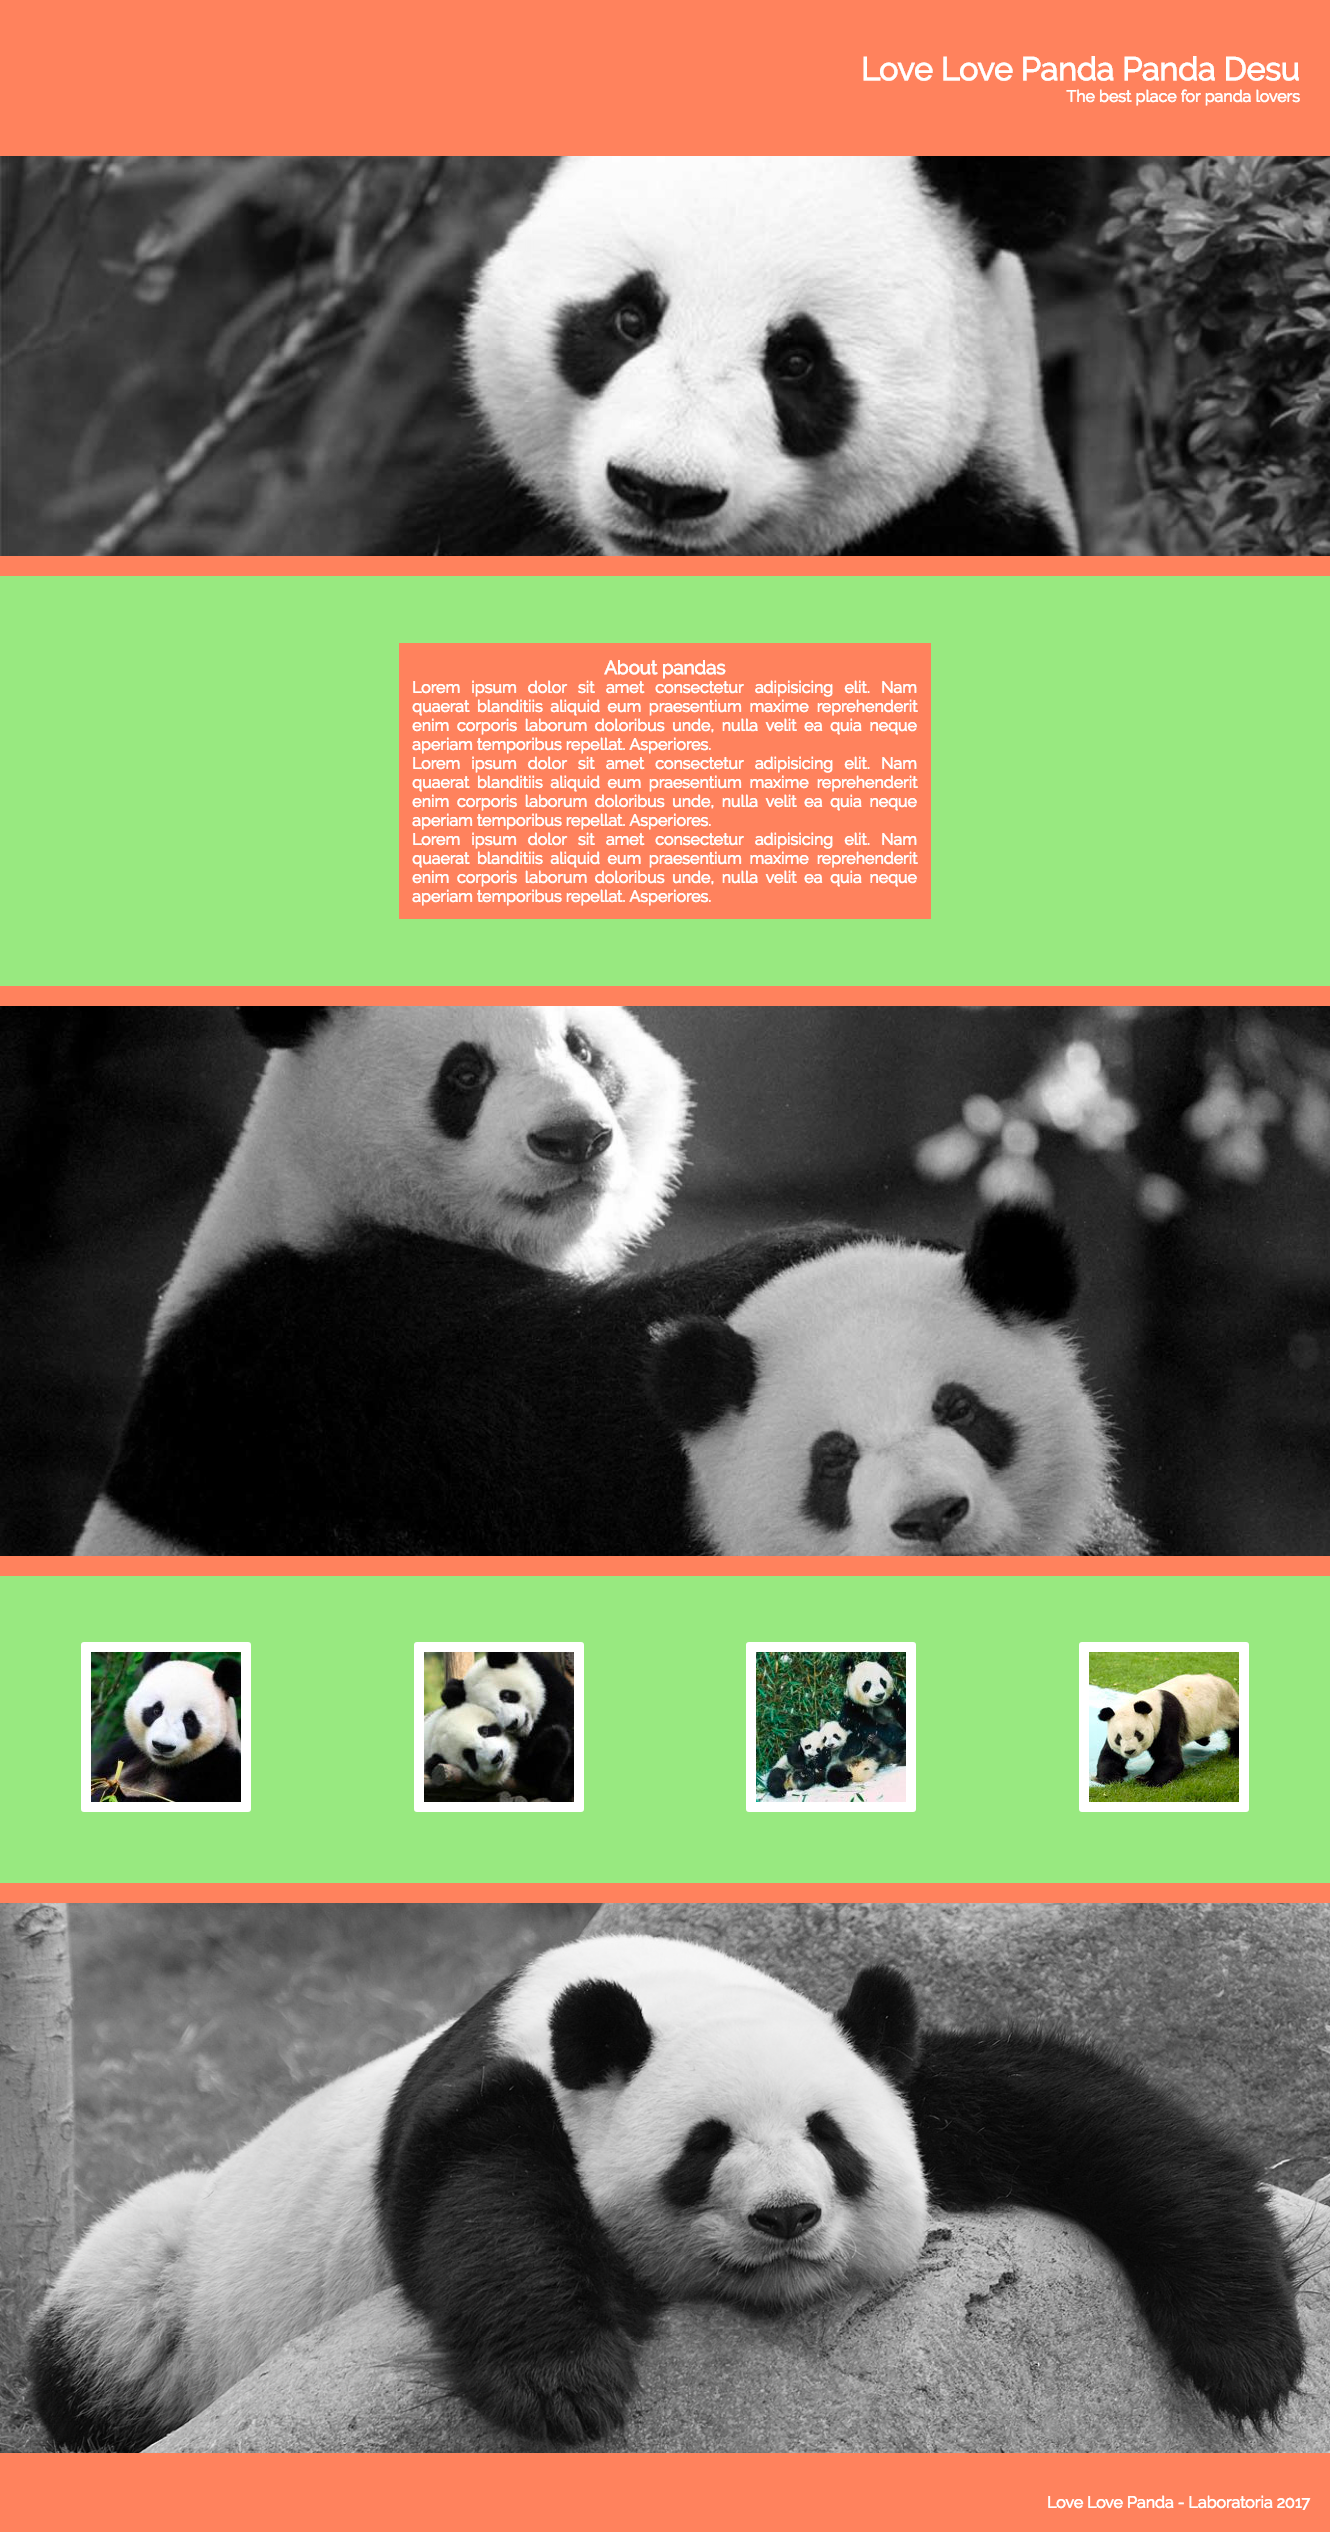 Love Love Panda Panda Desu
The best place for panda lovers
About pandas
Lorem ipsum dolor sit amet consectetur adipisicing elit. Nam
quaerat blanditiis aliquid eum praesentium maxime reprehenderit
enim corporis laborum doloribus unde, nulla velit ea quia neque
aperiam temporibus repellat. Asperiores.
Lorem ipsum dolor sit amet consectetur adipisicing elit. Nam
quaerat blanditiis aliquid eum praesentium maxime reprehenderit
enim corporis laborum doloribus unde, nulla velit ea quia neque
aperiam temporibus repellat. Asperiores.
Lorem ipsum dolor sit amet consectetur adipisicing elit. Nam
quaerat blanditiis aliquid eum praesentium maxime reprehenderit
enim corporis laborum doloribus unde, nulla velit ea quia neque
aperiam temporibus repellat. Asperiores.
Love Love Panda - Laboratoria 2017